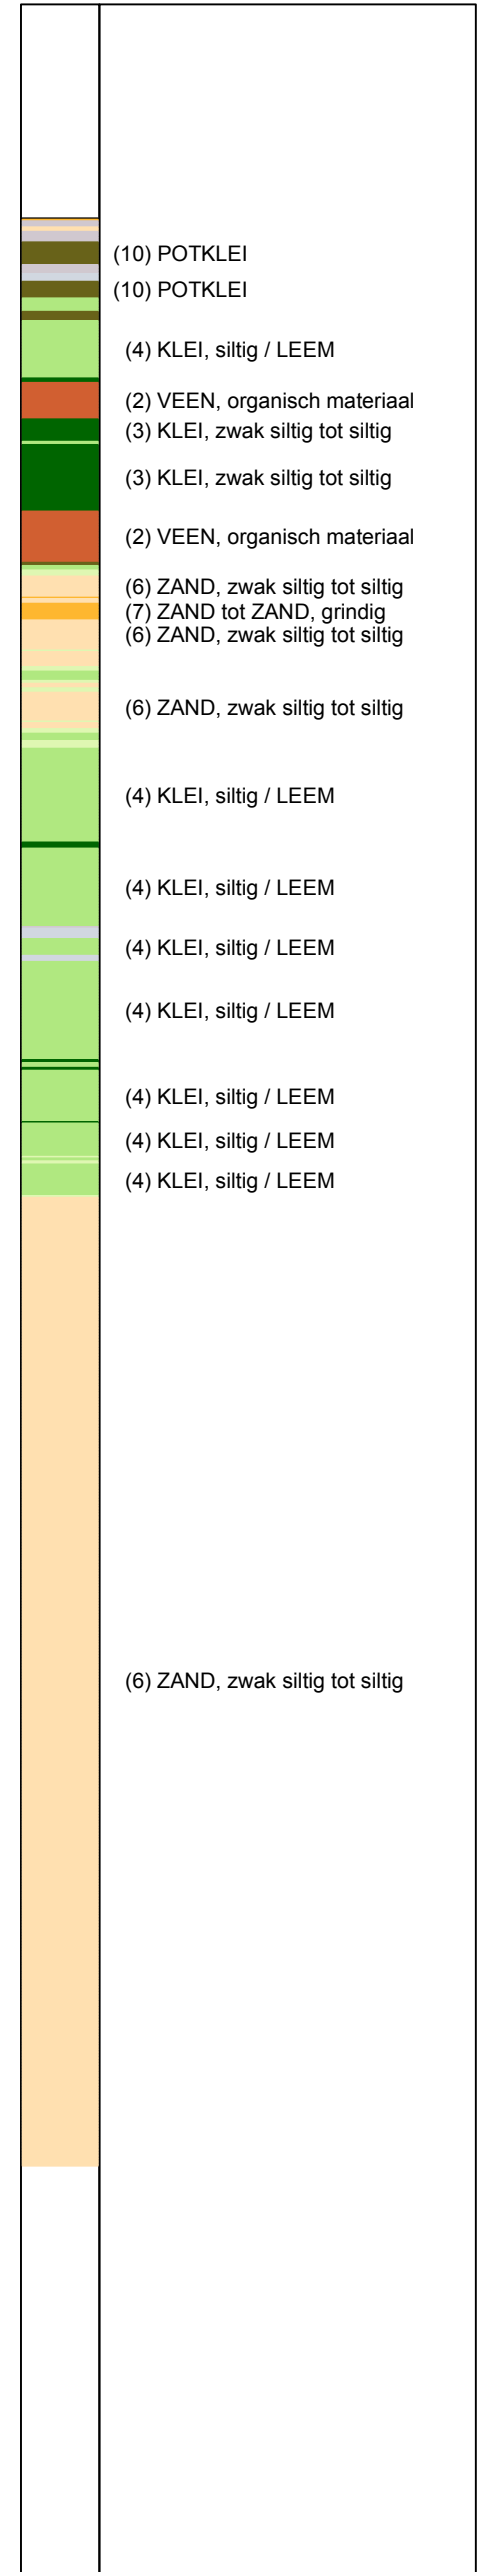 (10) POTKLEI
(10) POTKLEI
(4) KLEI, siltig / LEEM
(2) VEEN, organisch materiaal
(3) KLEI, zwak siltig tot siltig
(3) KLEI, zwak siltig tot siltig
(2) VEEN, organisch materiaal
(6) ZAND, zwak siltig tot siltig
(7) ZAND tot ZAND, grindig
(6) ZAND, zwak siltig tot siltig
(6) ZAND, zwak siltig tot siltig
(4) KLEI, siltig / LEEM
(4) KLEI, siltig / LEEM
(4) KLEI, siltig / LEEM
(4) KLEI, siltig / LEEM
(4) KLEI, siltig / LEEM
(4) KLEI, siltig / LEEM
(4) KLEI, siltig / LEEM
(6) ZAND, zwak siltig tot siltig